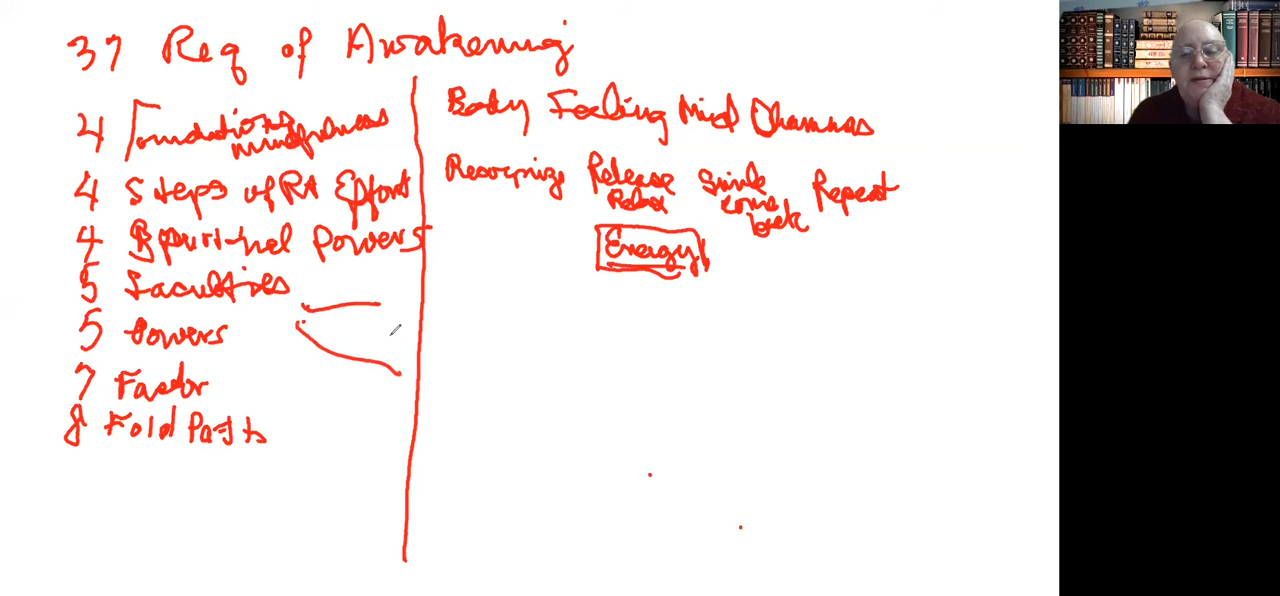 37 Req of Awakening
4 Foundations mindfulness
4 Steps of Rt Effort
4 Spiritual Powers
5 Faculties
5 Powers
7 Factor
8 Fold Path
Body Feeling Mind Dhammas
Recognize Release Relax Smile come back Repeat
Energy